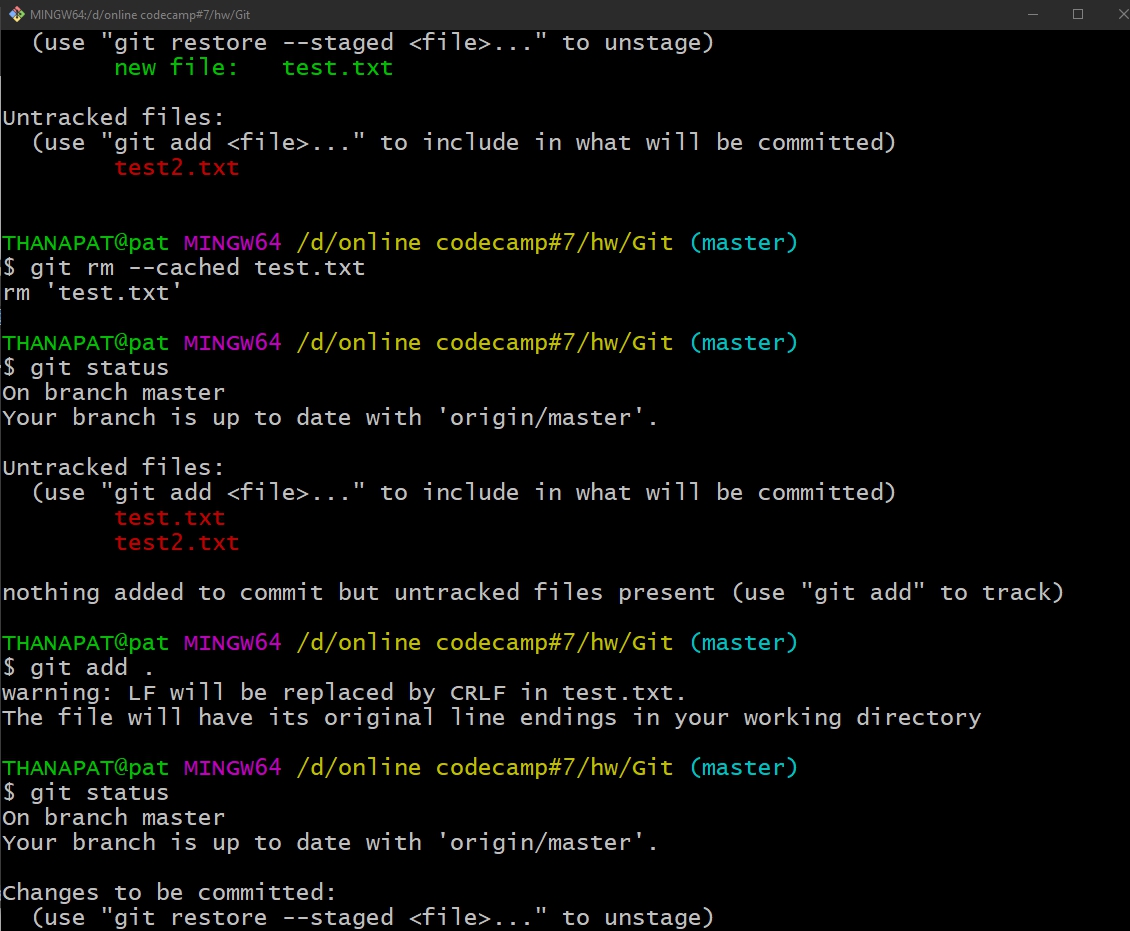 MINGW64:/d/online codecamp#7/hw/Git
(use "git restore --staged <file>..." to unstage)
new file:   test.txt
Untracked files:
(use "git add <file>..." to include in what will be committed)
test2.txt
THANAPAT@pat MINGW64 /d/online codecamp#7/hw/Git (master)
$ git rm --cached test.txt
rm 'test.txt'
THANAPAT@pat MINGW64 /d/online codecamp#7/hw/Git (master)
$ git status
On branch master
Your branch is up to date with 'origin/master'.
Untracked files:
(use "git add <file>..." to include in what will be committed)
test.txt
test2.txt
nothing added to commit but untracked files present (use "git add" to track)
THANAPAT@pat MINGW64 /d/online codecamp#7/hw/Git (master)
$ git add .
warning: LF will be replaced by CRLF in test.txt.
The file will have its original line endings in your working directory
THANAPAT@pat MINGW64 /d/online codecamp#7/hw/Git (master)
$ git status
On branch master
Your branch is up to date with 'origin/master'.
Changes to be committed:
(use "git restore --staged <file>..." to unstage)